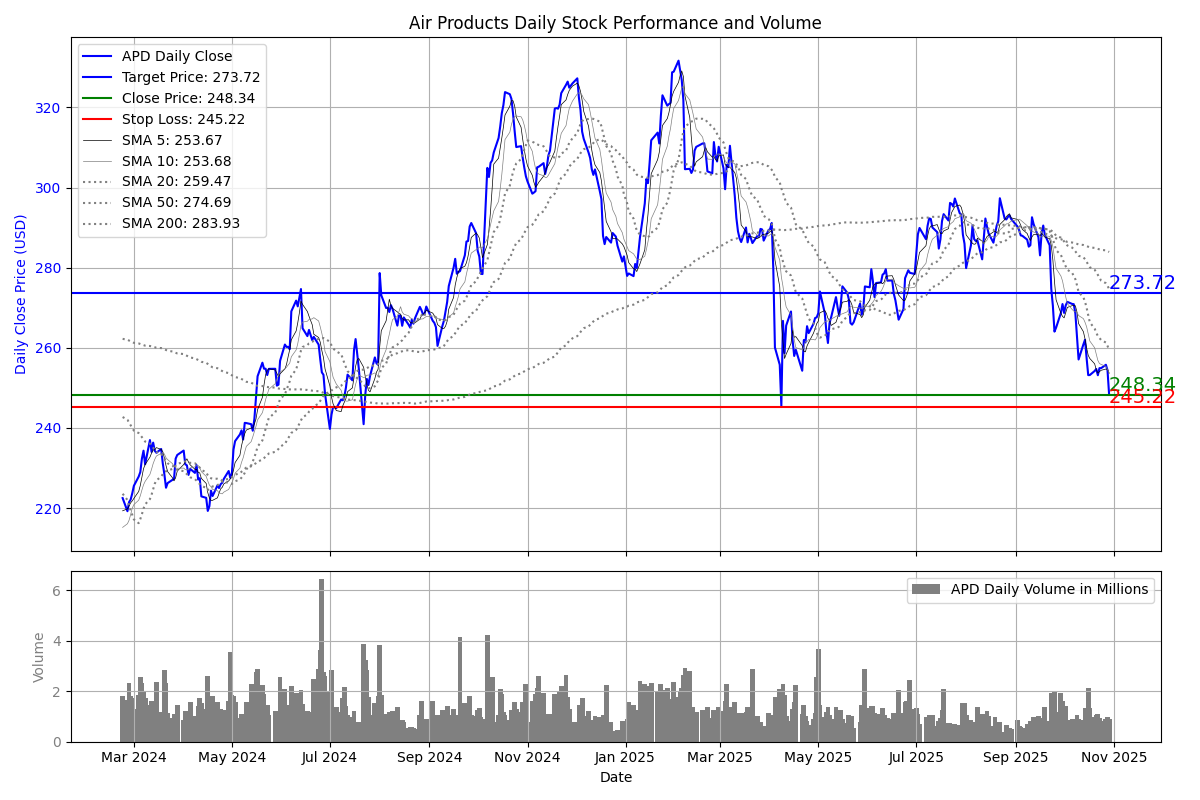 Air Products Daily Stock Performance and Volume
APD Daily Close
Target Price: 273.72
Close Price: 248.34
Stop Loss: 245.22
SMA 5: 253.67
SMA 10: 253.68
SMA 20: 259.47
SMA 50: 274.69
SMA 200: 283.93
Daily Close Price (USD)
320
300
280
260
240
220
273.72
248.34
245.22
APD Daily Volume in Millions
Volume
6
4
2
0
Mar 2024 May 2024 Jul 2024 Sep 2024 Nov 2024 Jan 2025 Mar 2025 May 2025 Jul 2025 Sep 2025 Nov 2025
Date